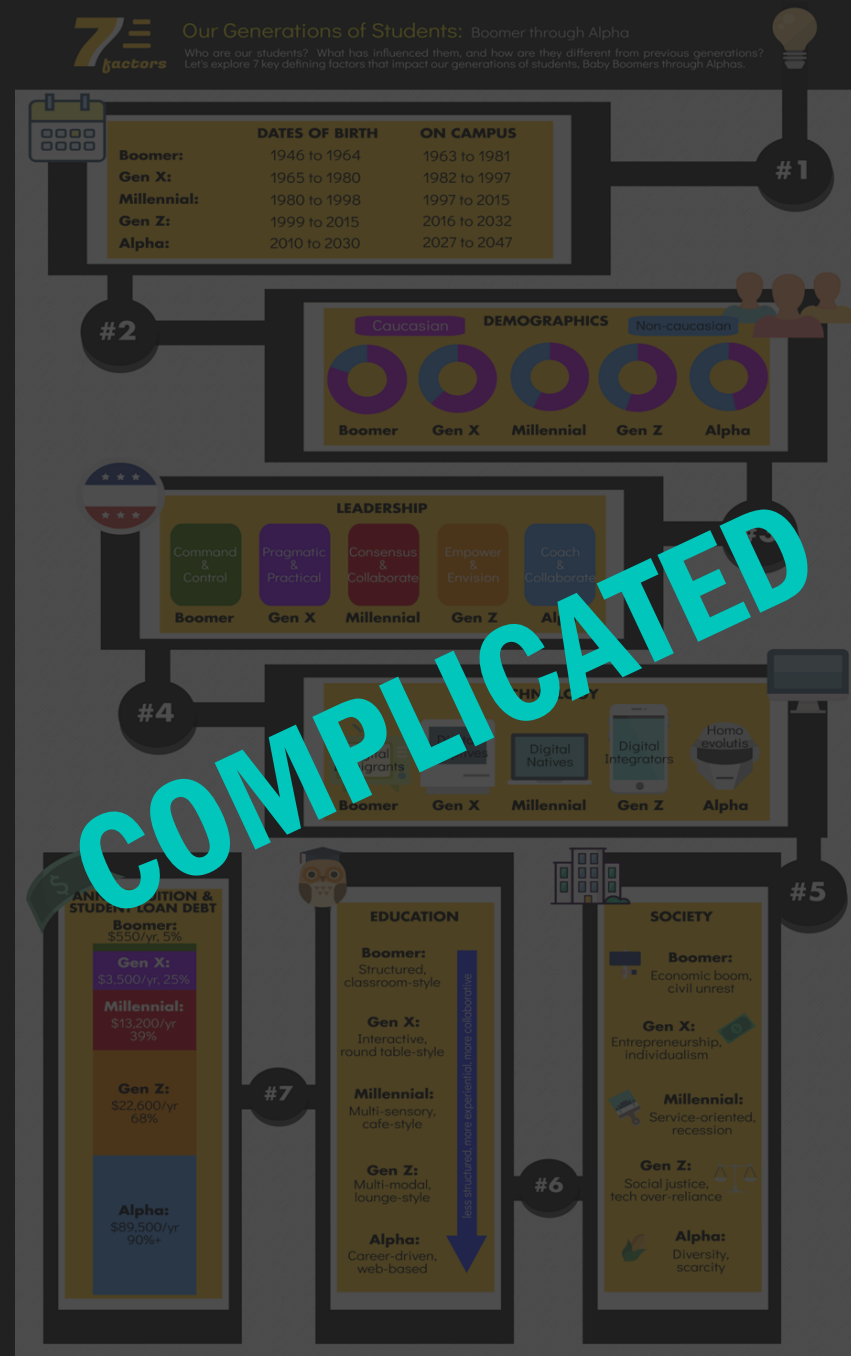 7
factors
Our Generations of Students: Boomer through Alpha
Who are our students? What has influenced them, and how are they different from previous generations?
Let's explore 7 key defining factors that impact our generations of students, Baby Boomers through Alphas.
#1
DATES OF BIRTH ON CAMPUS
Boomer: 1946 to 1964 1963 to 1981
Gen X: 1965 to 1980 1982 to 1997
Millennial: 1980 to 1998 1997 to 2015
Gen Z: 1999 to 2015 2016 to 2032
Alpha: 2010 to 2030 2027 to 2047
#2
Caucasian DEMOGRAPHICS Non-caucasian
Boomer Gen X Millennial Gen Z Alpha
LEADERSHIP
Command
&
Control
Pragmatic
&
Practical
Consensus
&
Collaborate
Empower
&
Envision
Coach
&
Collaborate
Boomer Gen X Millennial Gen Z
COMPLICATED
#4
Digital
Natives
Digital
Integrators
Homo
evolutis
Boomer Gen X Millennial Gen Z Alpha
#5
STUDENT LOAN DEBT
Boomer:
$550/yr, 5%
Gen X:
$3,500/yr, 25%
Millennial:
$13,200/yr
39%
Gen Z:
$22,600/yr
68%
Alpha:
$89,500/yr
90%+
#7
EDUCATION
Boomer:
Structured,
classroom-style
Gen X:
Interactive,
round table-style
Millennial:
Multi-sensory,
cafe-style
Gen Z:
Multi-modal,
lounge-style
Alpha:
Career-driven,
web-based
less structured, more experiential, more collaborative
#6
SOCIETY
Boomer:
Economic boom,
civil unrest
Gen X:
Entrepreneurship,
individualism
Millennial:
Service-oriented,
recession
Gen Z:
Social justice,
tech over-reliance
Alpha:
Diversity,
scarcity